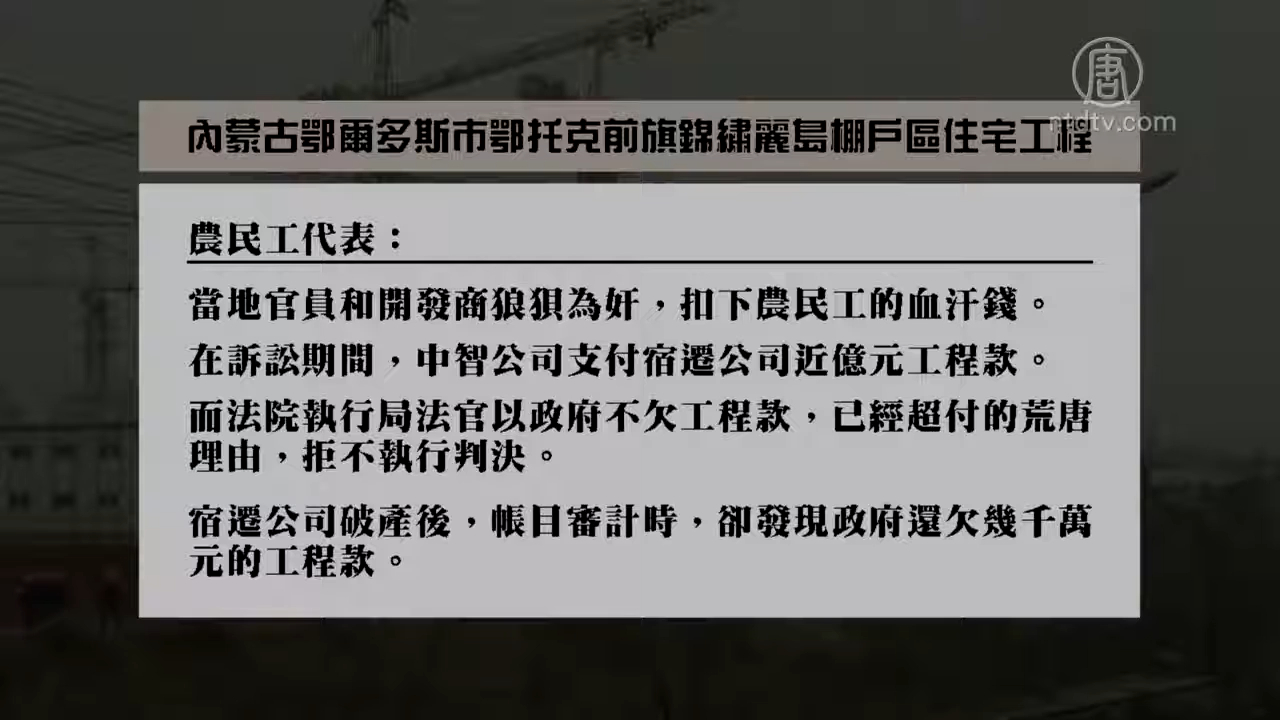 唐
ntdtv.com
內蒙古鄂爾多斯市鄂托克前旗錦繡麗島棚戶區住宅工程
農民工代表：
當地官員和開發商狼狽為奸，扣下農民工的血汗錢。
在訴訟期間，中智公司支付宿遷公司近億元工程款。
而法院執行局法官以政府不欠工程款，已經超付的荒唐
理由，拒不執行判決。
宿遷公司破產後，帳目審計時，卻發現政府還欠幾千萬
元的工程款。